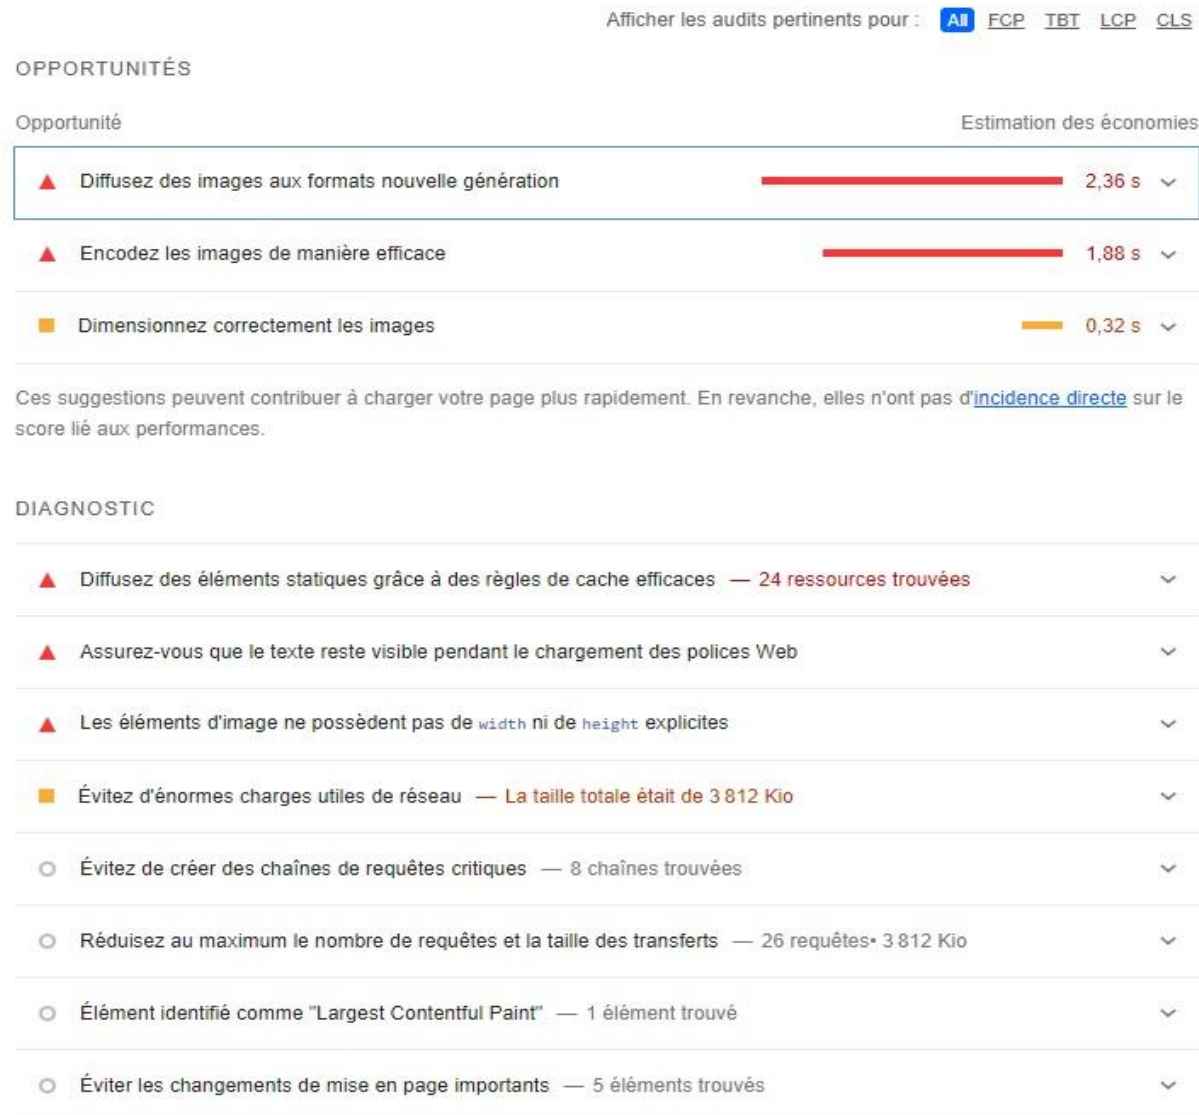 Afficher les audits pertinents pour : All FCP TBT LCP CLS
OPPORTUNITÉS
Opportunité Estimation des économies
Diffusez des images aux formats nouvelle génération 2,36 s
Encodez les images de manière efficace 1,88 s
Dimensionnez correctement les images 0,32 s
Ces suggestions peuvent contribuer à charger votre page plus rapidement. En revanche, elles n'ont pas d'incidence directe sur le
score lié aux performances.
DIAGNOSTIC
Diffusez des éléments statiques grâce à des règles de cache efficaces — 24 ressources trouvées
Assurez-vous que le texte reste visible pendant le chargement des polices Web
Les éléments d'image ne possèdent pas de width ni de height explicites
Évitez d'énormes charges utiles de réseau — La taille totale était de 3 812 Kio
Évitez de créer des chaînes de requêtes critiques — 8 chaînes trouvées
Réduisez au maximum le nombre de requêtes et la taille des transferts — 26 requêtes• 3 812 Kio
Élément identifié comme "Largest Contentful Paint" — 1 élément trouvé
Éviter les changements de mise en page importants — 5 éléments trouvés